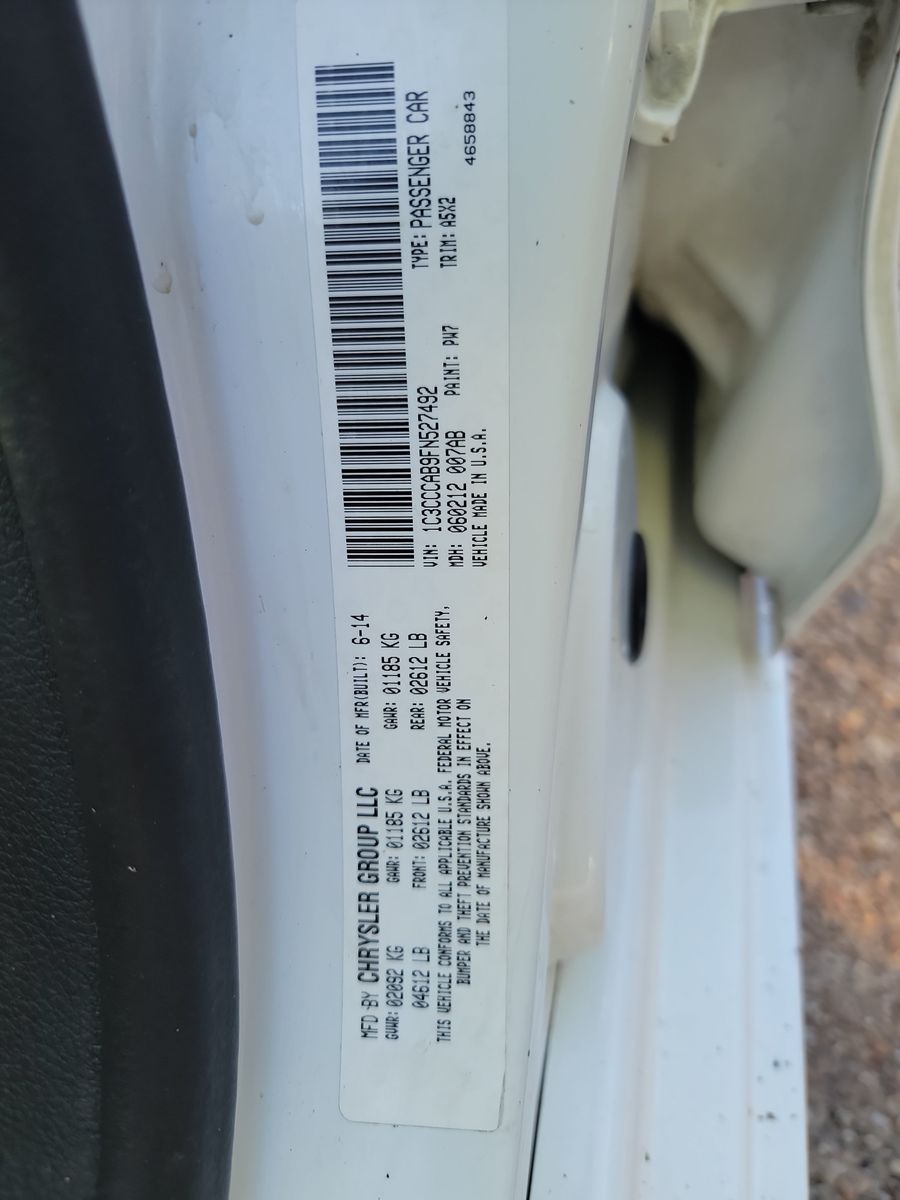 MFD BY CHRYSLER GROUP LLC DATE OF MFR(BUILT): 6-14
GVWR: 02092 KG GAWR: 01185 KG GAWR: 01185 KG
04612 LB FRONT: 02612 LB REAR: 02612 LB
THIS VEHICLE CONFORMS TO ALL APPLICABLE U.S.A. FEDERAL MOTOR VEHICLE SAFETY,
BUMPER AND THEFT PREVENTION STANDARDS IN EFFECT ON
THE DATE OF MANUFACTURE SHOWN ABOVE.
VIN: 1C3CCCAB9FN527492 TYPE: PASSENGER CAR
MDH: 060212 007AB PAINT: PW7 TRIM: A5X2
VEHICLE MADE IN U.S.A. 4658843